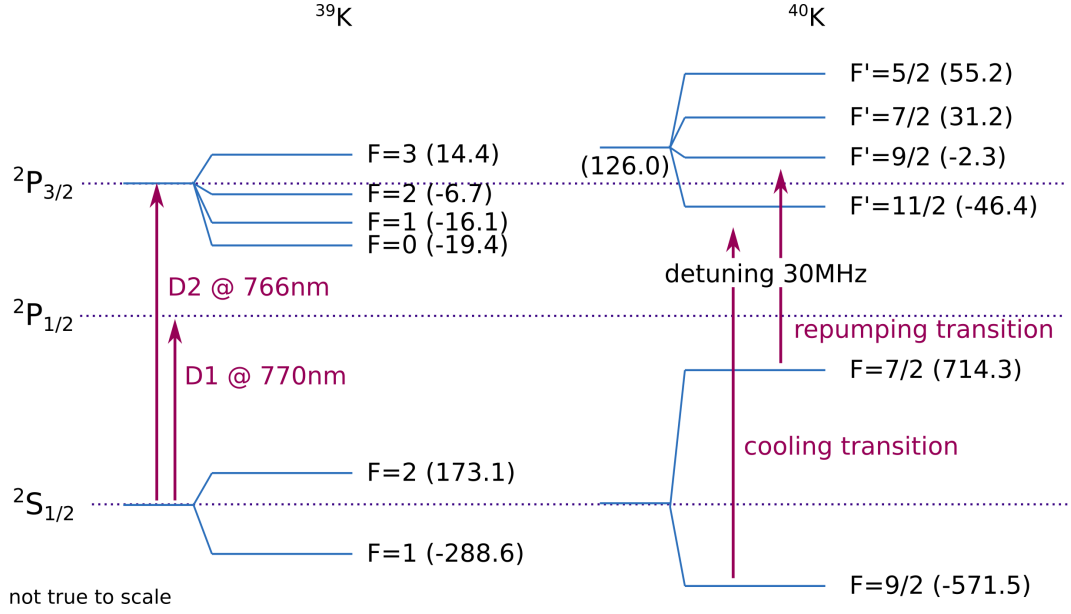 ³⁹K
⁴⁰K
F'=5/2 (55.2)
F'=7/2 (31.2)
F=3 (14.4)
F'=9/2 (-2.3)
(126.0)
²P₃/₂
F=2 (-6.7)
F'=11/2 (-46.4)
F=1 (-16.1)
F=0 (-19.4)
detuning 30MHz
D2 @ 766nm
²P₁/₂
repumping transition
D1 @ 770nm
F=7/2 (714.3)
cooling transition
F=2 (173.1)
²S₁/₂
F=1 (-288.6)
F=9/2 (-571.5)
not true to scale